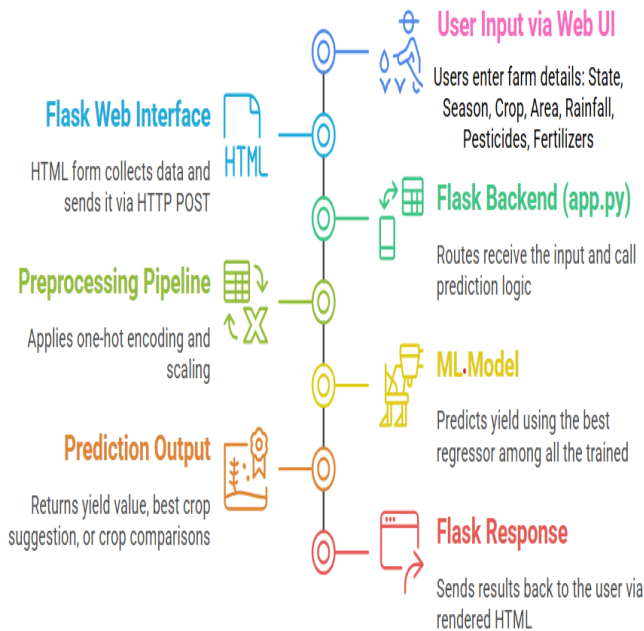 User Input via Web UI
Users enter farm details: State,
Season, Crop, Area, Rainfall,
Pesticides, Fertilizers
Flask Web Interface
HTML
HTML form collects data and
sends it via HTTP POST
Flask Backend (app.py)
Routes receive the input and call
prediction logic
Preprocessing Pipeline
Applies one-hot encoding and
scaling
ML.Model
Predicts yield using the best
regressor among all the trained
Prediction Output
Returns yield value, best crop
suggestion, or crop comparisons
Flask Response
Sends results back to the user via
rendered HTML